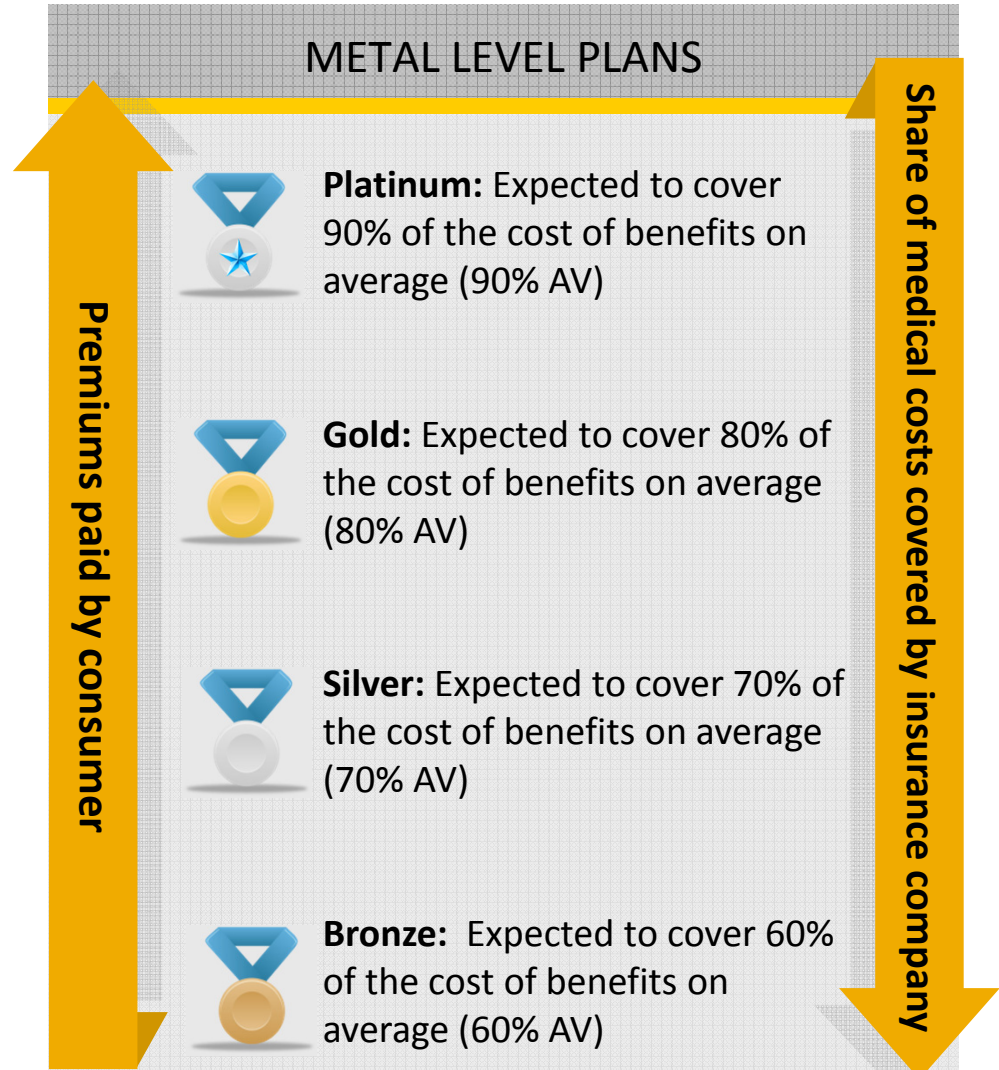 METAL LEVEL PLANS
Premiums paid by consumer
Platinum: Expected to cover
90% of the cost of benefits on
average (90% AV)
Gold: Expected to cover 80% of
the cost of benefits on average
(80% AV)
Silver: Expected to cover 70% of
the cost of benefits on average
(70% AV)
Bronze:  Expected to cover 60%
of the cost of benefits on
average (60% AV)
Share of medical costs covered by insurance company